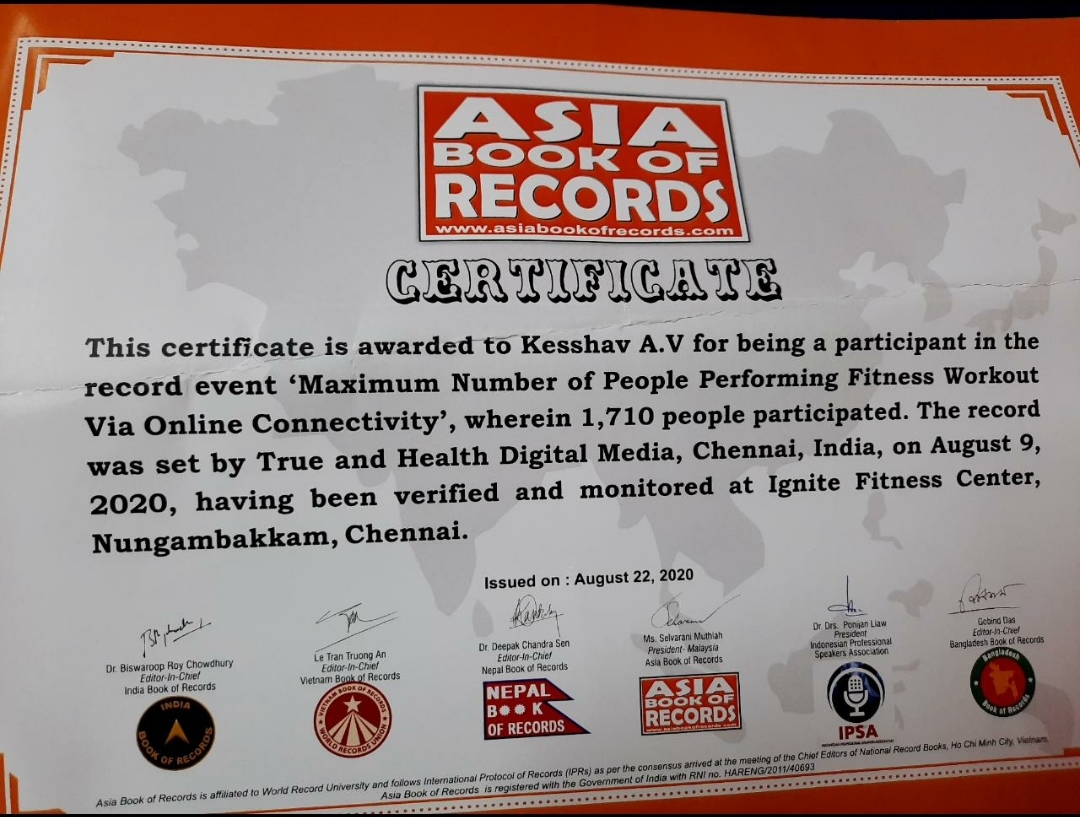 ASIA
BOOK OF
RECORDS
www.asiabookofrecords.com
CERTIFICATE
This certificate is awarded to Kesshav A.V for being a participant in the
record event ‘Maximum Number of People Performing Fitness Workout
Via Online Connectivity’, wherein 1,710 people participated. The record
was set by True and Health Digital Media, Chennai, India, on August 9,
2020, having been verified and monitored at Ignite Fitness Center,
Nungambakkam, Chennai.
Issued on : August 22, 2020
Dr. Biswaroop Roy Chowdhury
Editor-In-Chief
India Book of Records
INDIA
BOOK OF RECORDS
Le Tran Truong An
Editor-In-Chief
Vietnam Book of Records
VIETNAM BOOK OF RECORDS
WORLD RECORDS UNION
Dr. Deepak Chandra Sen
Editor-In-Chief
Nepal Book of Records
NEPAL
BOOK
OF RECORDS
Ms. Selvarani Muthiah
President- Malaysia
Asia Book of Records
ASIA
BOOK OF
RECORDS
Dr. Drs. Ponijan Liaw
President
Indonesian Professional
Speakers Association
IPSA
Gobind Das
Editor-in-Chief
Bangladesh Book of Records
Bangladesh
Book of Records
Asia Book of Records is affiliated to World Record University and follows International Protocol of Records (IPRs) as per the consensus arrived at the meeting of the Chief Editors of National Record Books, Ho Chi Minh City, Vietnam.
Asia Book of Records is registered with the Government of India with RNI no. HARENG/2011/40693